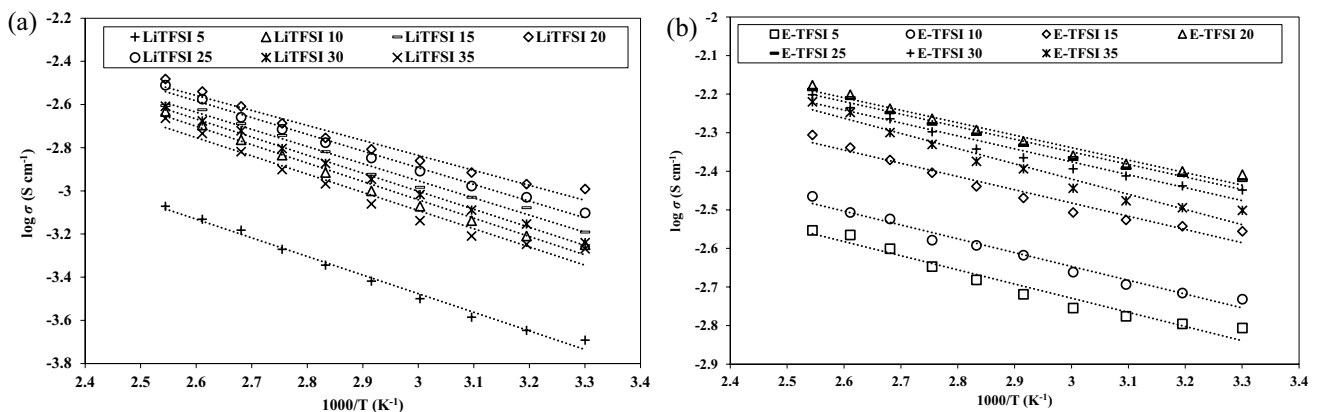 (a)
LiTFSI 5 LiTFSI 10 LiTFSI 15 LiTFSI 20
LiTFSI 25 LiTFSI 30 LiTFSI 35
-2.2
-2.4
-2.6
-2.8
-3
-3.2
-3.4
-3.6
-3.8
log σ (S cm⁻¹)
2.4 2.5 2.6 2.7 2.8 2.9 3 3.1 3.2 3.3 3.4
1000/T (K⁻¹)
(b)
E-TFSI 5 E-TFSI 10 E-TFSI 15 E-TFSI 20
E-TFSI 25 E-TFSI 30 E-TFSI 35
-2
-2.1
-2.2
-2.3
-2.4
-2.5
-2.6
-2.7
-2.8
-2.9
log σ (S cm⁻¹)
2.4 2.5 2.6 2.7 2.8 2.9 3 3.1 3.2 3.3 3.4
1000/T (K⁻¹)